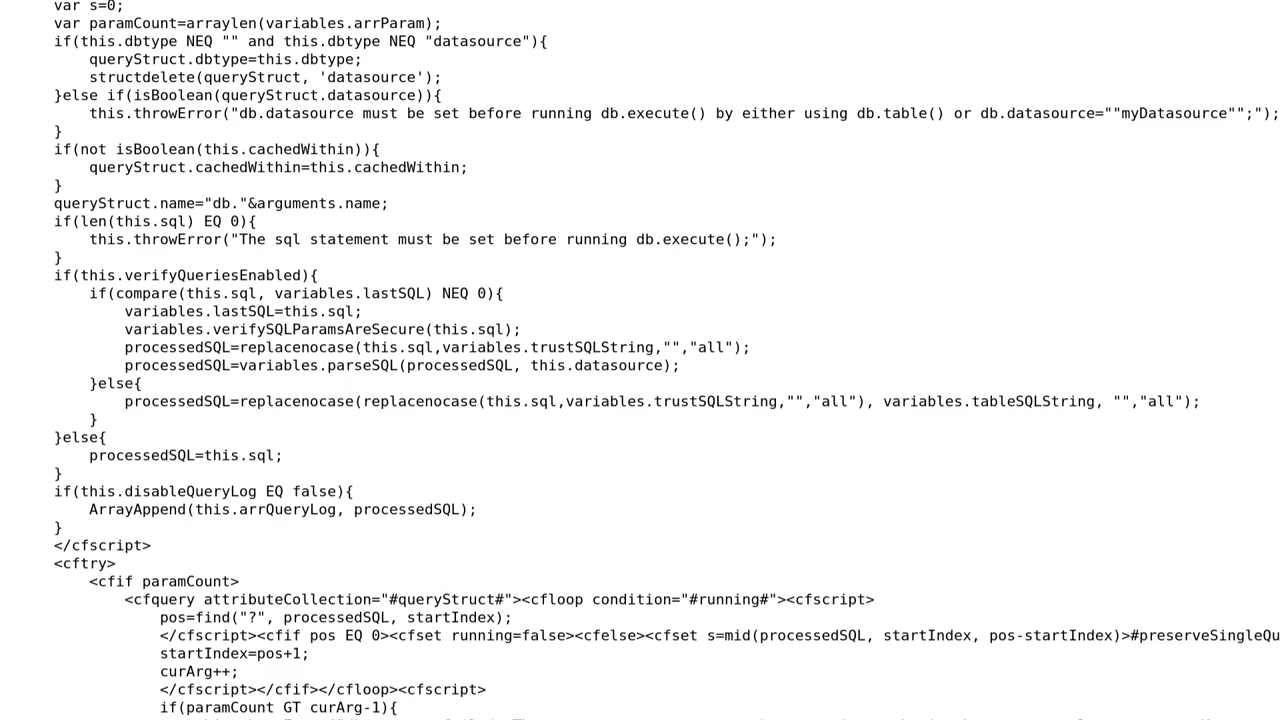 var s=0;
var paramCount=arraylen(variables.arrParam);
if(this.dbtype NEQ "" and this.dbtype NEQ "datasource"){
queryStruct.dbtype=this.dbtype;
structdelete(queryStruct, 'datasource');
}else if(isBoolean(queryStruct.datasource)){
this.throwError("db.datasource must be set before running db.execute() by either using db.table() or db.datasource=""myDatasource"";");
}
if(not isBoolean(this.cachedWithin)){
queryStruct.cachedWithin=this.cachedWithin;
}
queryStruct.name="db."&arguments.name;
if(len(this.sql) EQ 0){
this.throwError("The sql statement must be set before running db.execute();");
}
if(this.verifyQueriesEnabled){
if(compare(this.sql, variables.lastSQL) NEQ 0){
variables.lastSQL=this.sql;
variables.verifySQLParamsAreSecure(this.sql);
processedSQL=replacenocase(this.sql,variables.trustSQLString,"","all");
processedSQL=variables.parseSQL(processedSQL, this.datasource);
}else{
processedSQL=replacenocase(replacenocase(this.sql,variables.trustSQLString,"","all"), variables.tableSQLString, "","all");
}
}else{
processedSQL=this.sql;
}
if(this.disableQueryLog EQ false){
ArrayAppend(this.arrQueryLog, processedSQL);
}
</cfscript>
<cftry>
<cfif paramCount>
<cfquery attributeCollection="#queryStruct#"><cfloop condition="#running#"><cfscript>
pos=find("?", processedSQL, startIndex);
</cfscript><cfif pos EQ 0><cfset running=false><cfelse><cfset s=mid(processedSQL, startIndex, pos-startIndex)>#preserveSingleQu
startIndex=pos+1;
curArg++;
</cfscript></cfif></cfloop><cfscript>
if(paramCount GT curArg-1){